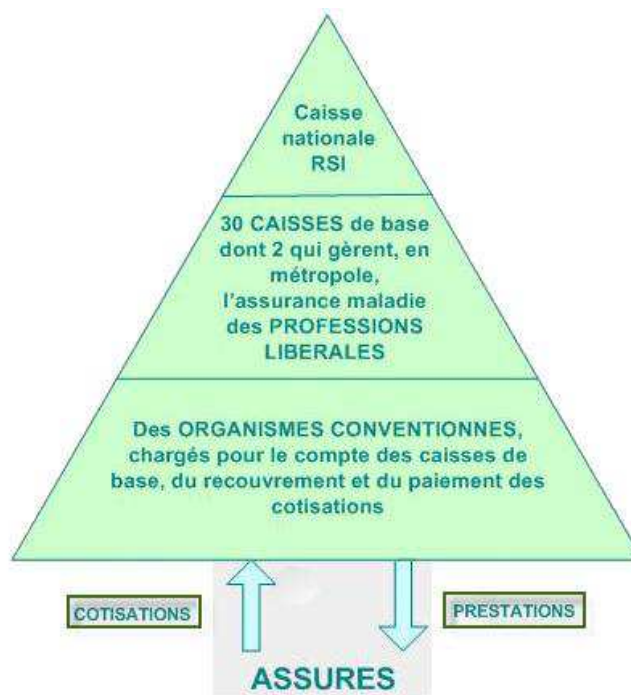 Caisse
nationale
RSI
30 CAISSES de base
dont 2 qui gèrent, en
métropole,
l'assurance maladie
des PROFESSIONS
LIBERALES
Des ORGANISMES CONVENTIONNES,
chargés pour le compte des caisses de
base, du recouvrement et du paiement des
cotisations
COTISATIONS
PRESTATIONS
ASSURES